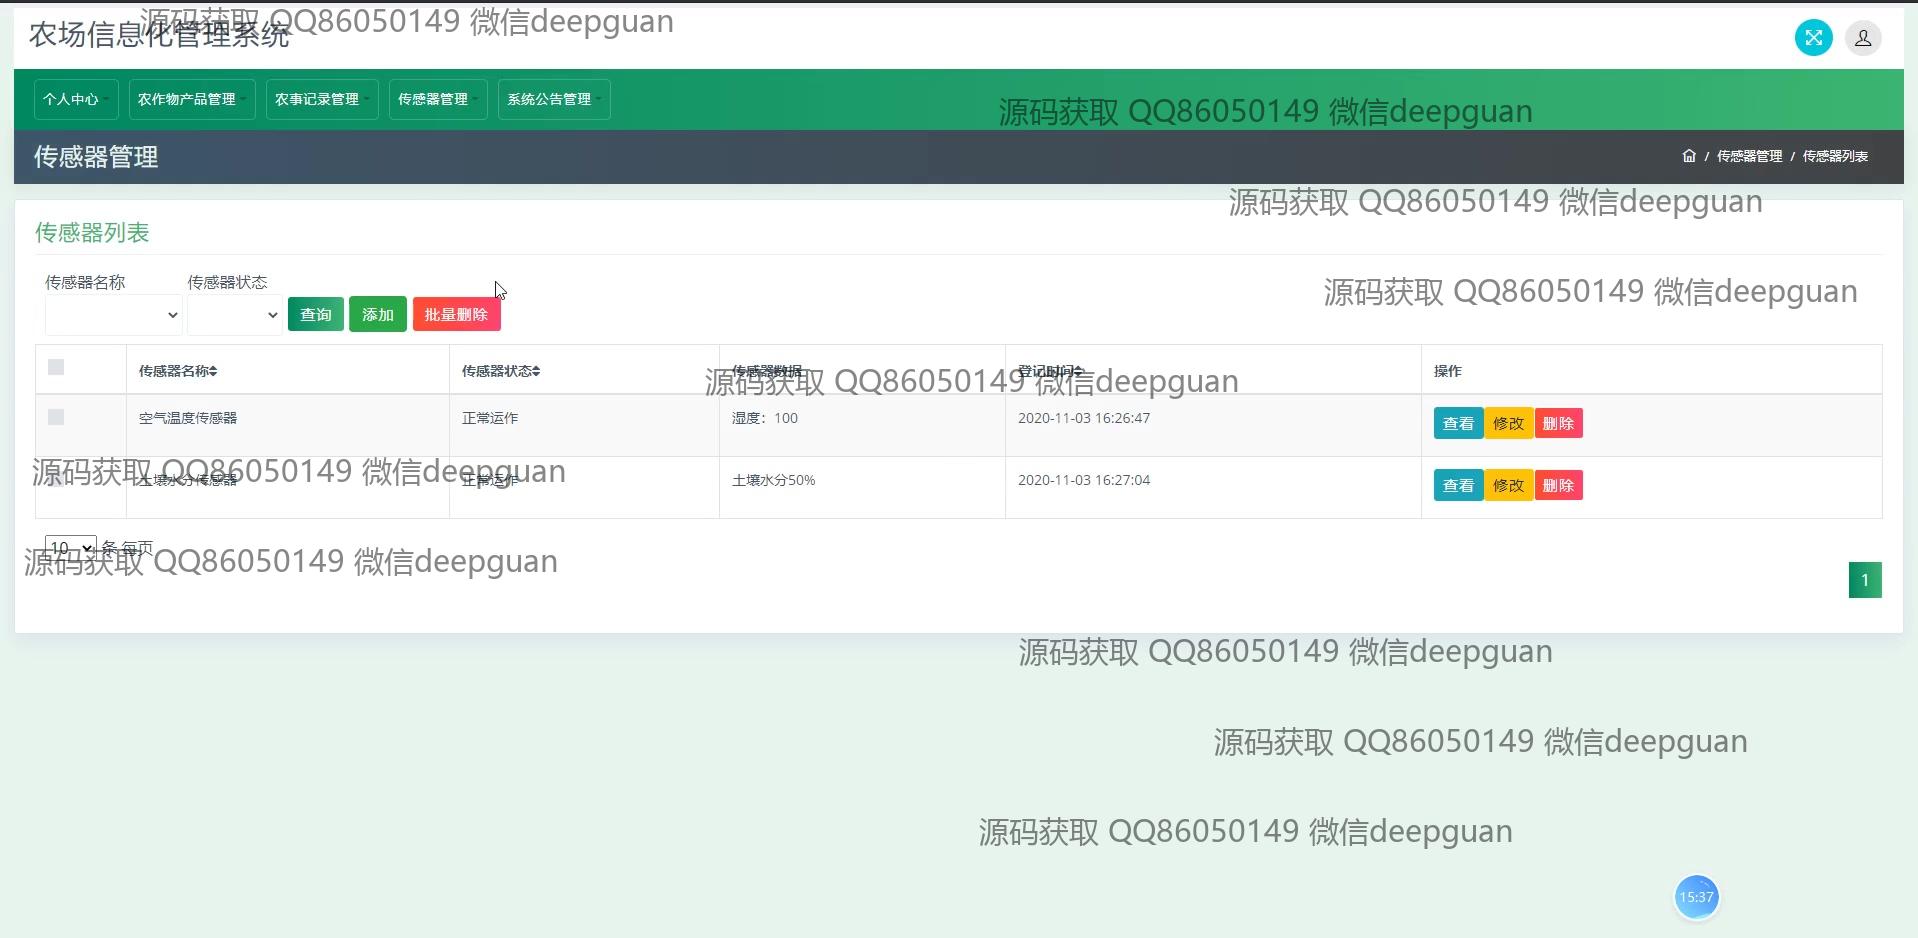 农场信息化管理系统
源码获取 QQ86050149 微信deepguan
个人中心 农作物产品管理 农事记录管理 传感器管理 系统公告管理
源码获取 QQ86050149 微信deepguan
传感器管理
/ 传感器管理 / 传感器列表
源码获取 QQ86050149 微信deepguan
传感器列表
传感器名称 传感器状态
源码获取 QQ86050149 微信deepguan
查询 添加 批量删除
传感器名称 传感器状态 传感器数据 登记时间 操作
源码获取 QQ86050149 微信deepguan
空气温度传感器 正常运作 湿度：100 2020-11-03 16:26:47 查看 修改 删除
源码获取 QQ86050149 微信deepguan
土壤水分传感器 正常运作 土壤水分50% 2020-11-03 16:27:04 查看 修改 删除
10 条 每页
源码获取 QQ86050149 微信deepguan
1
源码获取 QQ86050149 微信deepguan
源码获取 QQ86050149 微信deepguan
源码获取 QQ86050149 微信deepguan
15:37